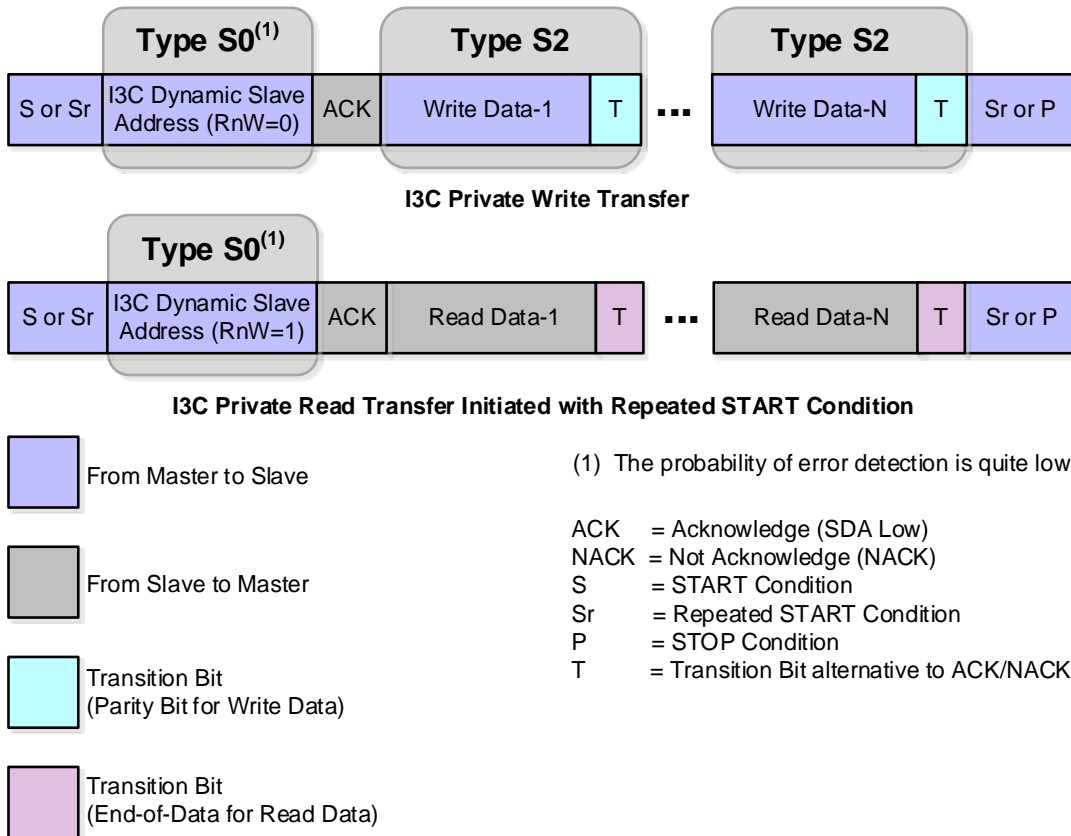 Type S0(1)
Type S2
Type S2
S or Sr
I3C Dynamic Slave
Address (RnW=0)
ACK
Write Data-1
T
...
Write Data-N
T
Sr or P
I3C Private Write Transfer
Type S0(1)
S or Sr
I3C Dynamic Slave
Address (RnW=1)
ACK
Read Data-1
T
...
Read Data-N
T
Sr or P
I3C Private Read Transfer Initiated with Repeated START Condition
From Master to Slave
From Slave to Master
Transition Bit
(Parity Bit for Write Data)
Transition Bit
(End-of-Data for Read Data)
(1) The probability of error detection is quite low
ACK = Acknowledge (SDA Low)
NACK = Not Acknowledge (NACK)
S = START Condition
Sr = Repeated START Condition
P = STOP Condition
T = Transition Bit alternative to ACK/NACK